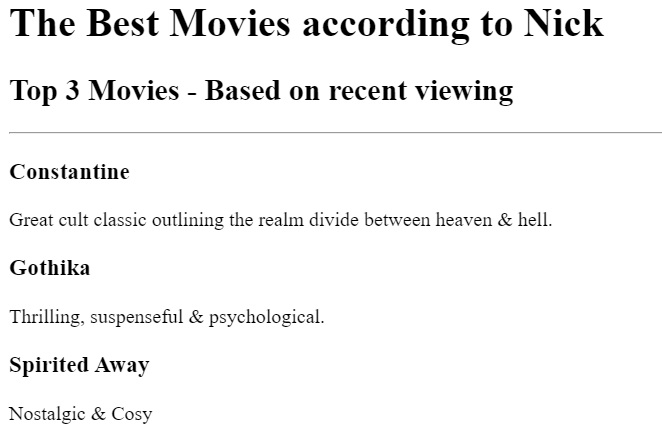 The Best Movies according to Nick
Top 3 Movies - Based on recent viewing
Constantine
Great cult classic outlining the realm divide between heaven & hell.
Gothika
Thrilling, suspenseful & psychological.
Spirited Away
Nostalgic & Cosy